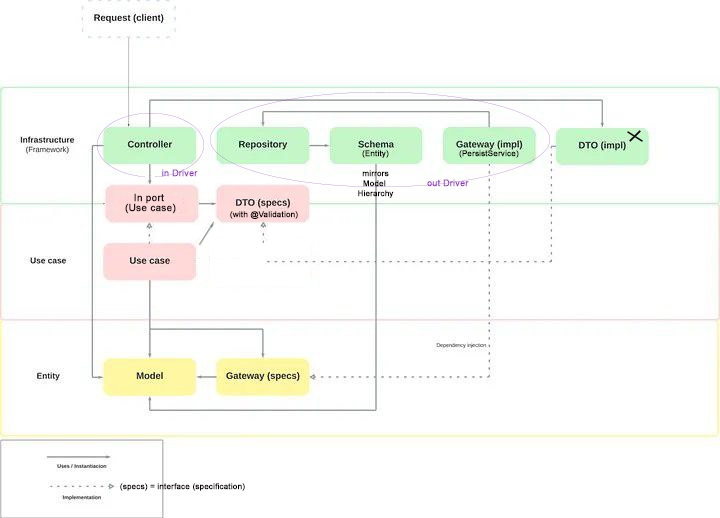 Request (client)
Infrastructure
(Framework)
Controller
Repository
Schema
(Entity)
Gateway (impl)
(PersistService)
DTO (impl)
in Driver
mirrors
Model
Hierarchy
out Driver
In port
(Use case)
DTO (specs)
(with @Validation)
Use case
Use case
Dependency Injection
Entity
Model
Gateway (specs)
Uses / Instanciacion
(specs) = interface (specification)
Implementation